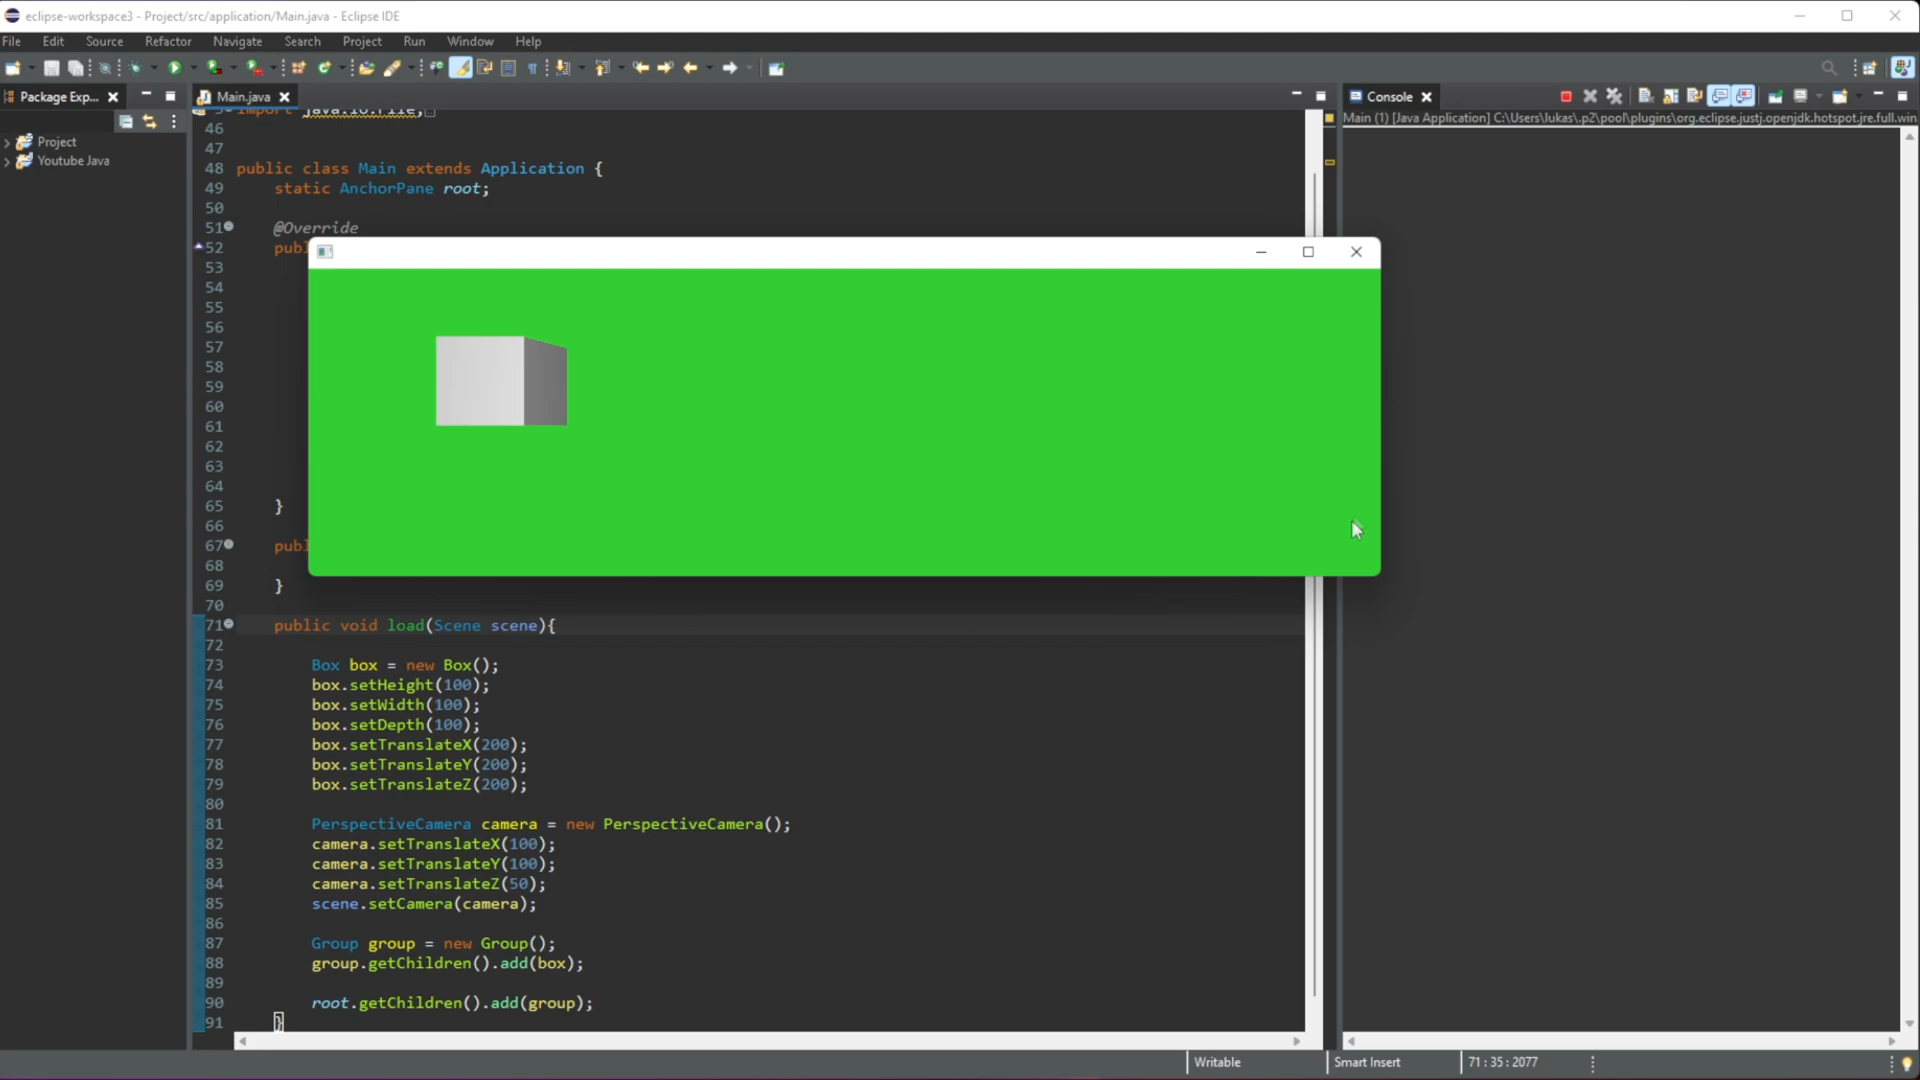 eclipse-workspace3 - Project/src/application/Main.java - Eclipse IDE
File Edit Source Refactor Navigate Search Project Run Window Help
Package Exp...
Main.java
Console
Main (1) [Java Application] C:\Users\lukas\.p2\pool\plugins\org.eclipse.justj.openjdk.hotspot.jre.full.win
Project
Youtube Java
import java.io.File;
46
47
48 public class Main extends Application {
49 static AnchorPane root;
50
51 @Override
52 publ
53
54
55
56
57
58
59
60
61
62
63
64
65 }
66
67 publ
68
69 }
70
71 public void load(Scene scene){
72
73 Box box = new Box();
74 box.setHeight(100);
75 box.setWidth(100);
76 box.setDepth(100);
77 box.setTranslateX(200);
78 box.setTranslateY(200);
79 box.setTranslateZ(200);
80
81 PerspectiveCamera camera = new PerspectiveCamera();
82 camera.setTranslateX(100);
83 camera.setTranslateY(100);
84 camera.setTranslateZ(50);
85 scene.setCamera(camera);
86
87 Group group = new Group();
88 group.getChildren().add(box);
89
90 root.getChildren().add(group);
91 }
Writable Smart Insert 71 : 35 : 2077